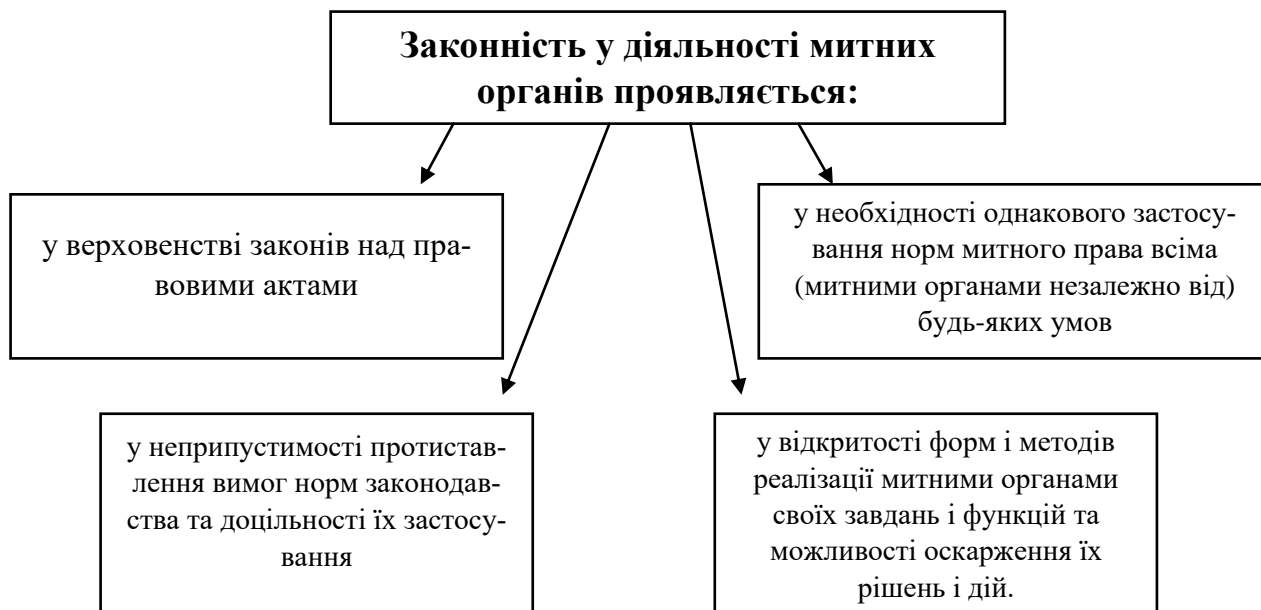 Законність у діяльності митних
органів проявляється:
у верховенстві законів над пра-
вовими актами
у необхідності однакового застосу-
вання норм митного права всіма
(митними органами незалежно від)
будь-яких умов
у неприпустимості протистав-
лення вимог норм законодав-
ства та доцільності їх застосу-
вання
у відкритості форм і методів
реалізації митними органами
своїх завдань і функцій та
можливості оскарження їх
рішень і дій.